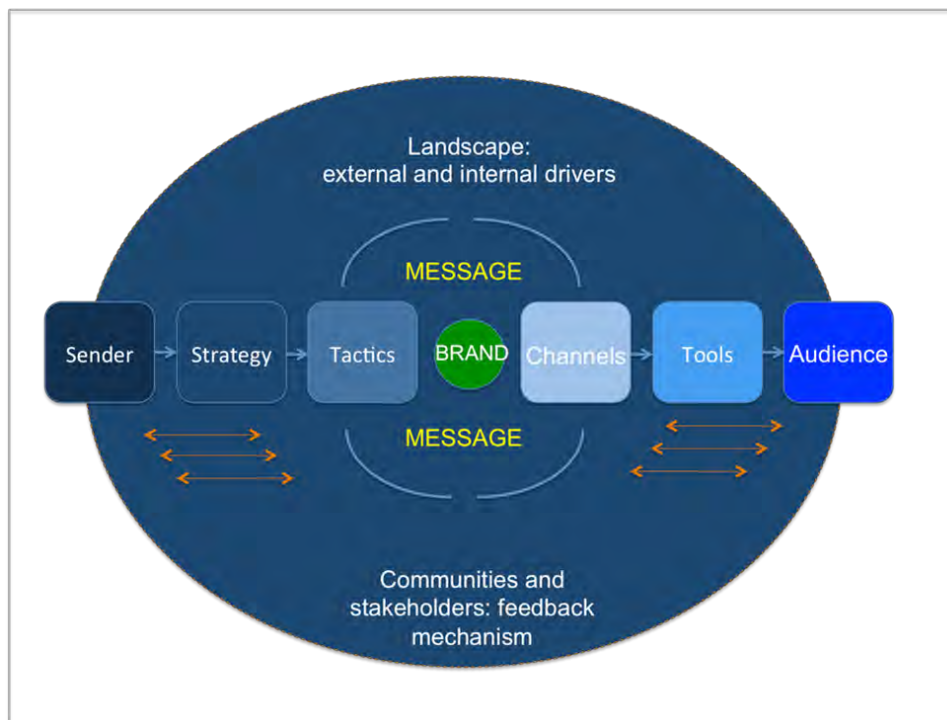 Landscape:
external and internal drivers
MESSAGE
Sender
Strategy
Tactics
BRAND
Channels
Tools
Audience
MESSAGE
Communities and
stakeholders: feedback
mechanism